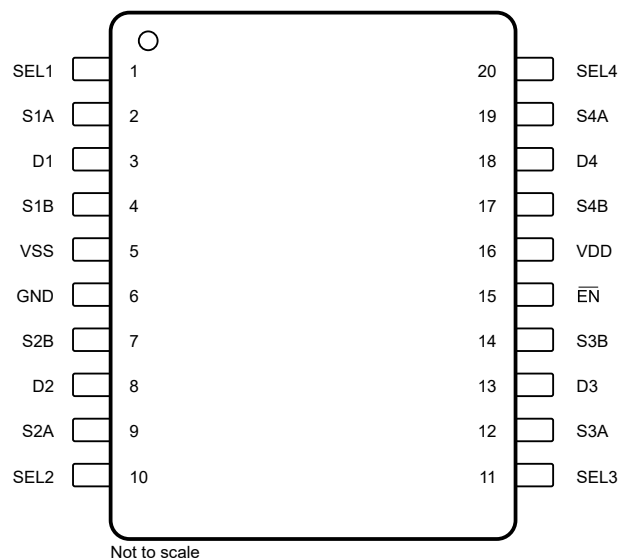 SEL1 1 20 SEL4
S1A 2 19 S4A
D1 3 18 D4
S1B 4 17 S4B
VSS 5 16 VDD
GND 6 15 E̅N̅
S2B 7 14 S3B
D2 8 13 D3
S2A 9 12 S3A
SEL2 10 11 SEL3
Not to scale